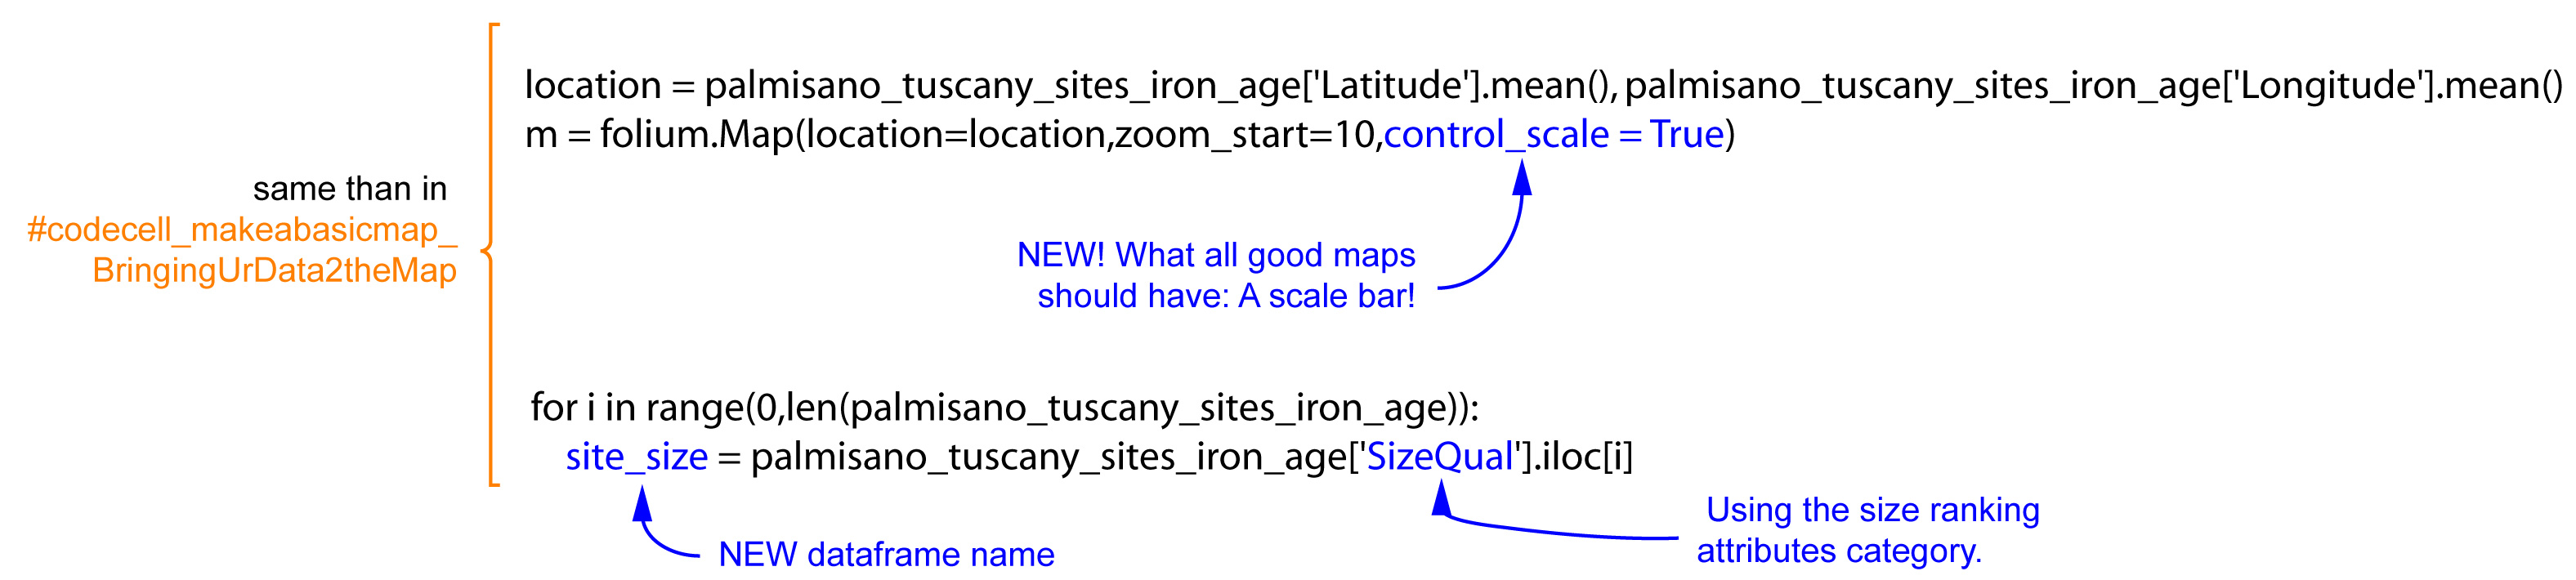 location = palmisano_tuscany_sites_iron_age['Latitude'].mean(), palmisano_tuscany_sites_iron_age['Longitude'].mean()
m = folium.Map(location=location,zoom_start=10,control_scale = True)
same than in
#codecell_makeabasicmap_
BringingUrData2theMap
NEW! What all good maps
should have: A scale bar!
for i in range(0,len(palmisano_tuscany_sites_iron_age)):
site_size = palmisano_tuscany_sites_iron_age['SizeQual'].iloc[i]
NEW dataframe name
Using the size ranking
attributes category.